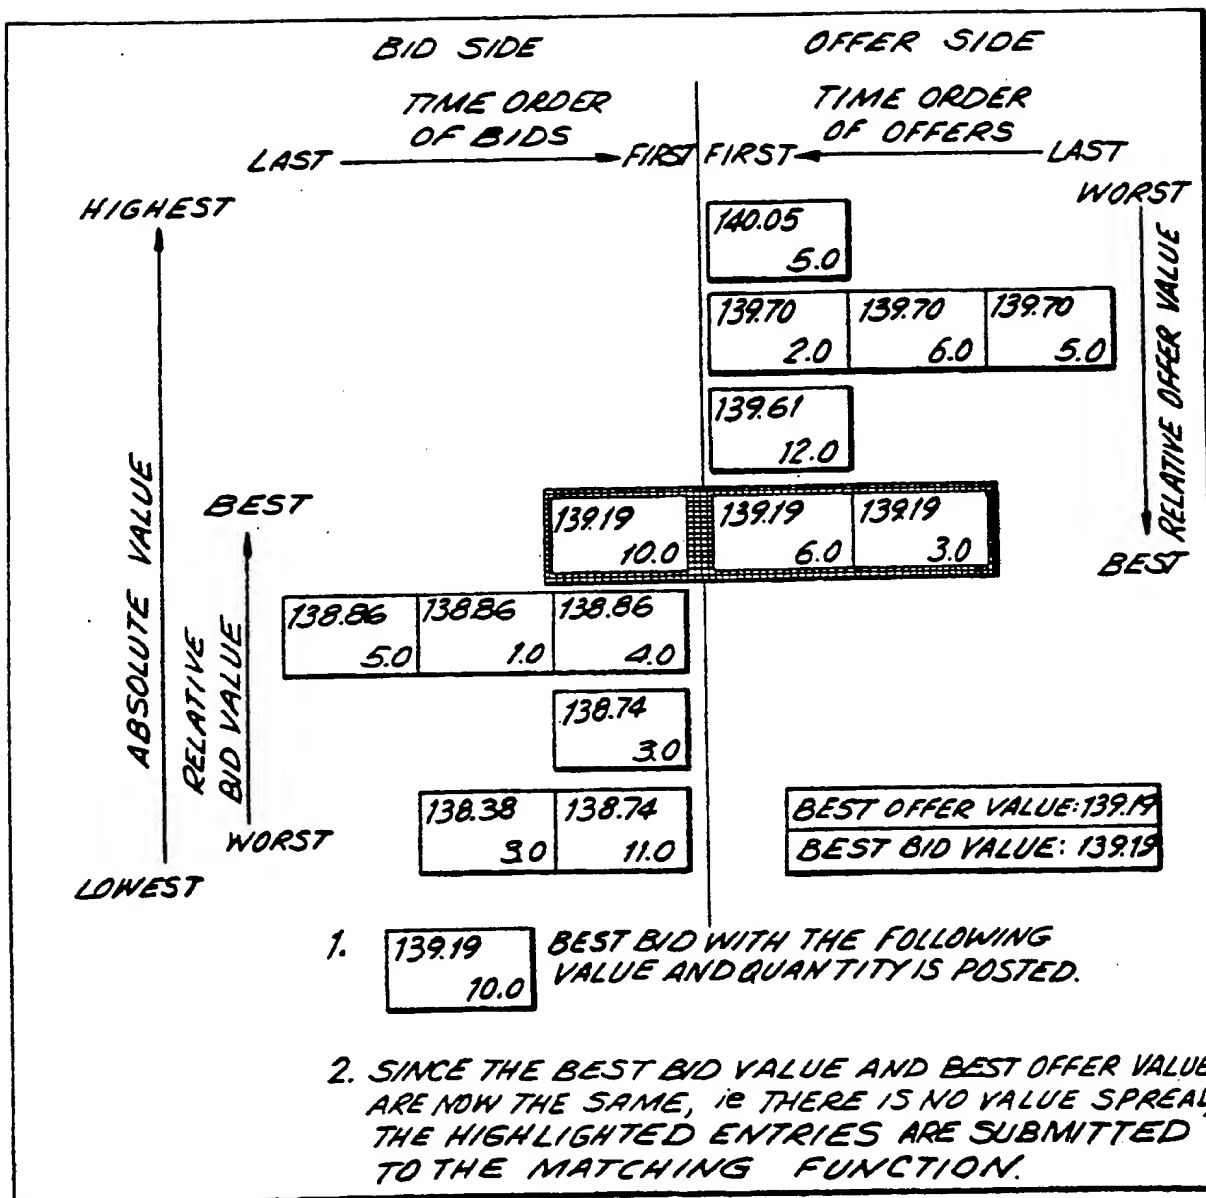 BID SIDE
OFFER SIDE
TIME ORDER
OF BIDS
TIME ORDER
OF OFFERS
LAST
FIRST
FIRST
LAST
HIGHEST
WORST
140.05
5.0
139.70
139.70
139.70
2.0
6.0
5.0
139.61
12.0
RELATIVE OFFER VALUE
ABSOLUTE VALUE
BEST
139.19
139.19
139.19
10.0
6.0
3.0
BEST
RELATIVE
BID VALUE
138.86
138.86
138.86
5.0
1.0
4.0
138.74
3.0
138.38
138.74
3.0
11.0
WORST
LOWEST
BEST OFFER VALUE: 139.19
BEST BID VALUE: 139.19
1.
139.19
10.0
BEST BID WITH THE FOLLOWING
VALUE AND QUANTITY IS POSTED.
2. SINCE THE BEST BID VALUE AND BEST OFFER VALUE
ARE NOW THE SAME, ie THERE IS NO VALUE SPREAD,
THE HIGHLIGHTED ENTRIES ARE SUBMITTED
TO THE MATCHING FUNCTION.